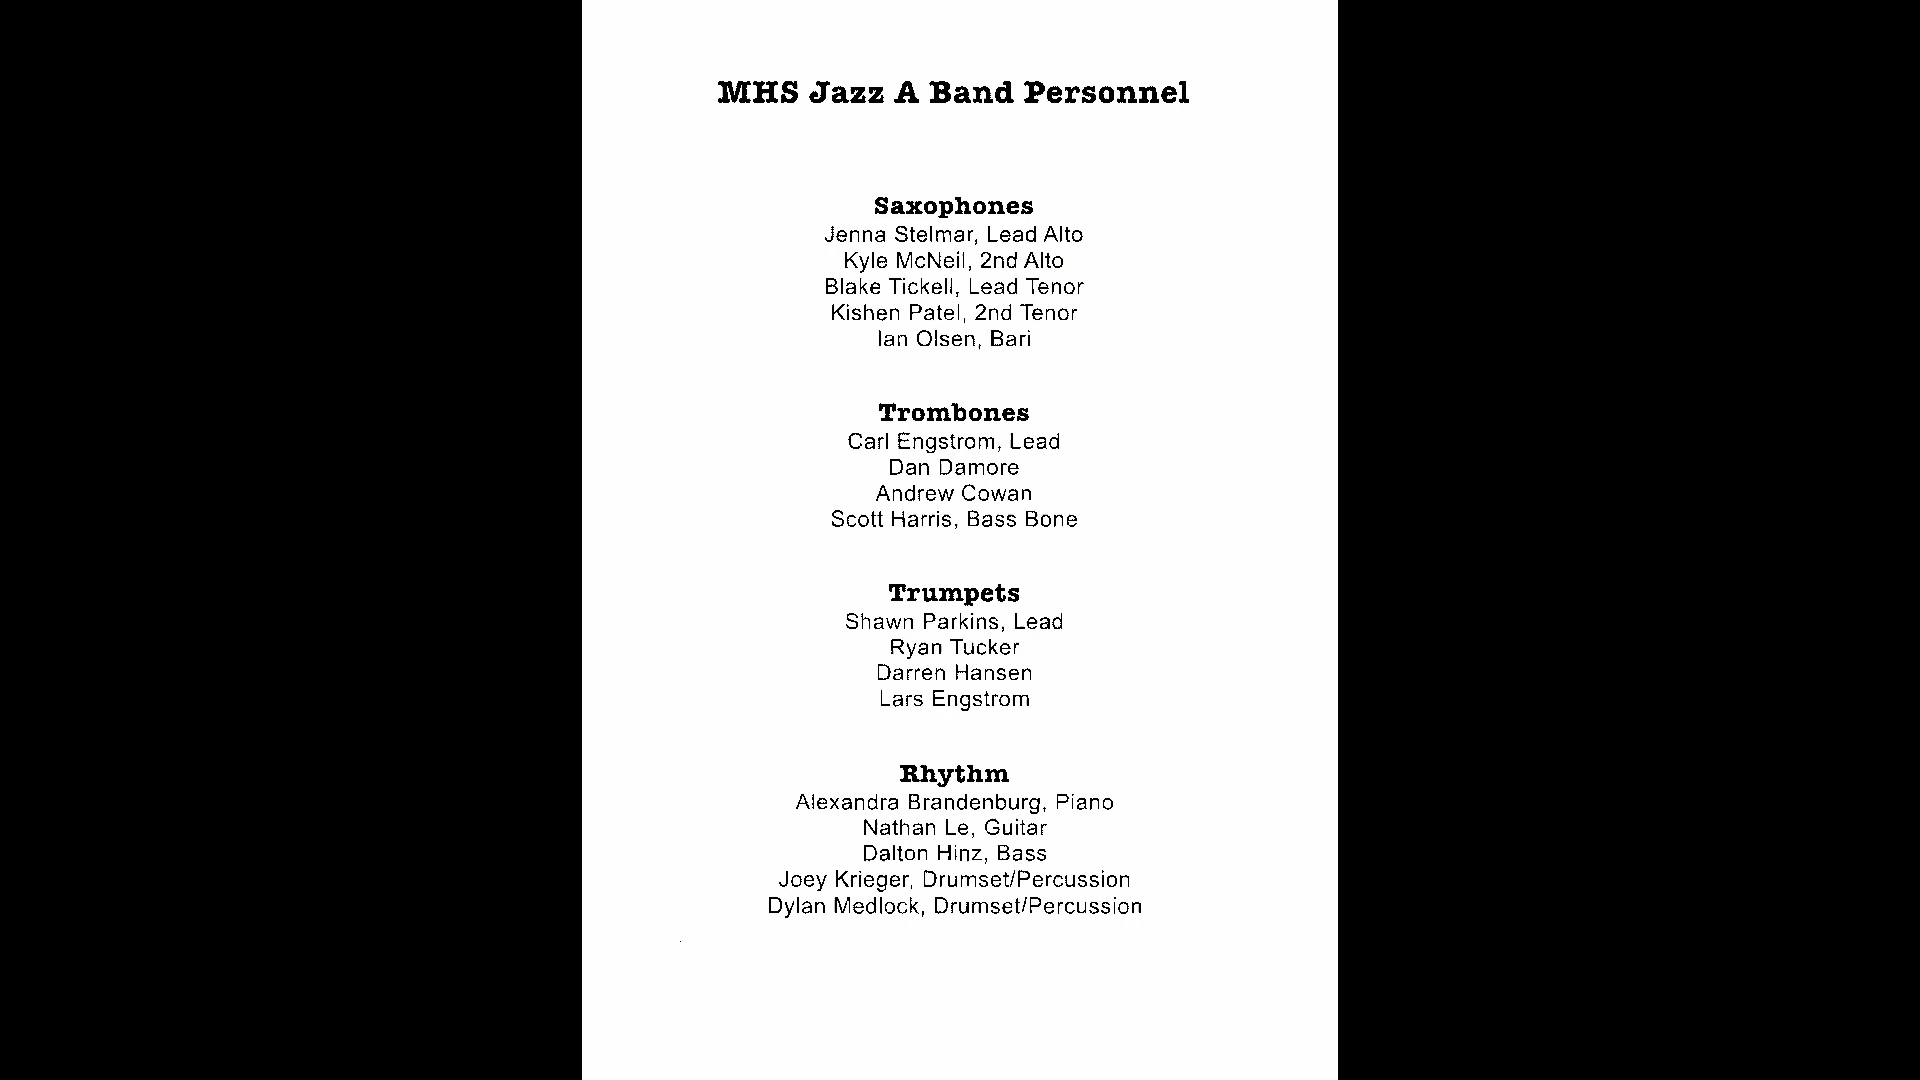 MHS Jazz A Band Personnel
Saxophones
Jenna Stelmar, Lead Alto
Kyle McNeil, 2nd Alto
Blake Tickell, Lead Tenor
Kishen Patel, 2nd Tenor
Ian Olsen, Bari
Trombones
Carl Engstrom, Lead
Dan Damore
Andrew Cowan
Scott Harris, Bass Bone
Trumpets
Shawn Parkins, Lead
Ryan Tucker
Darren Hansen
Lars Engstrom
Rhythm
Alexandra Brandenburg, Piano
Nathan Le, Guitar
Dalton Hinz, Bass
Joey Krieger, Drumset/Percussion
Dylan Medlock, Drumset/Percussion